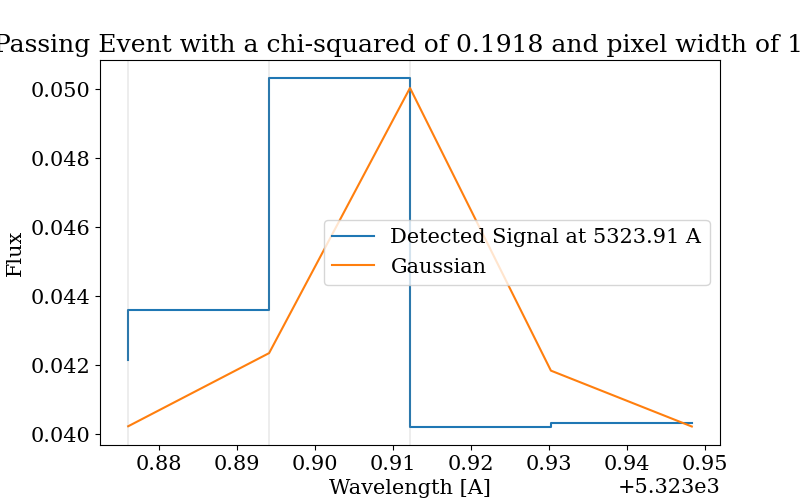 Passing Event with a chi-squared of 0.1918 and pixel width of 1
0.050
0.048
0.046
0.044
0.042
0.040
Flux
Detected Signal at 5323.91 A
Gaussian
0.88 0.89 0.90 0.91 0.92 0.93 0.94 0.95
Wavelength [A]
+5.323e3